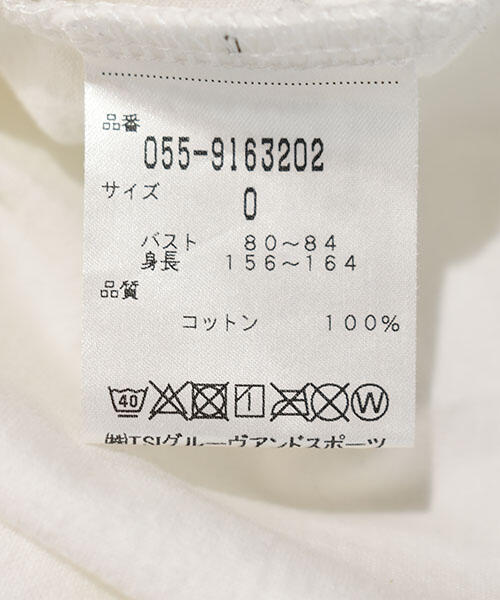 品番
055-9163202
サイズ
0
バスト 80～84
身長 156～164
品質
コットン 100%
40 W
㈱TSIグルーヴアンドスポーツ